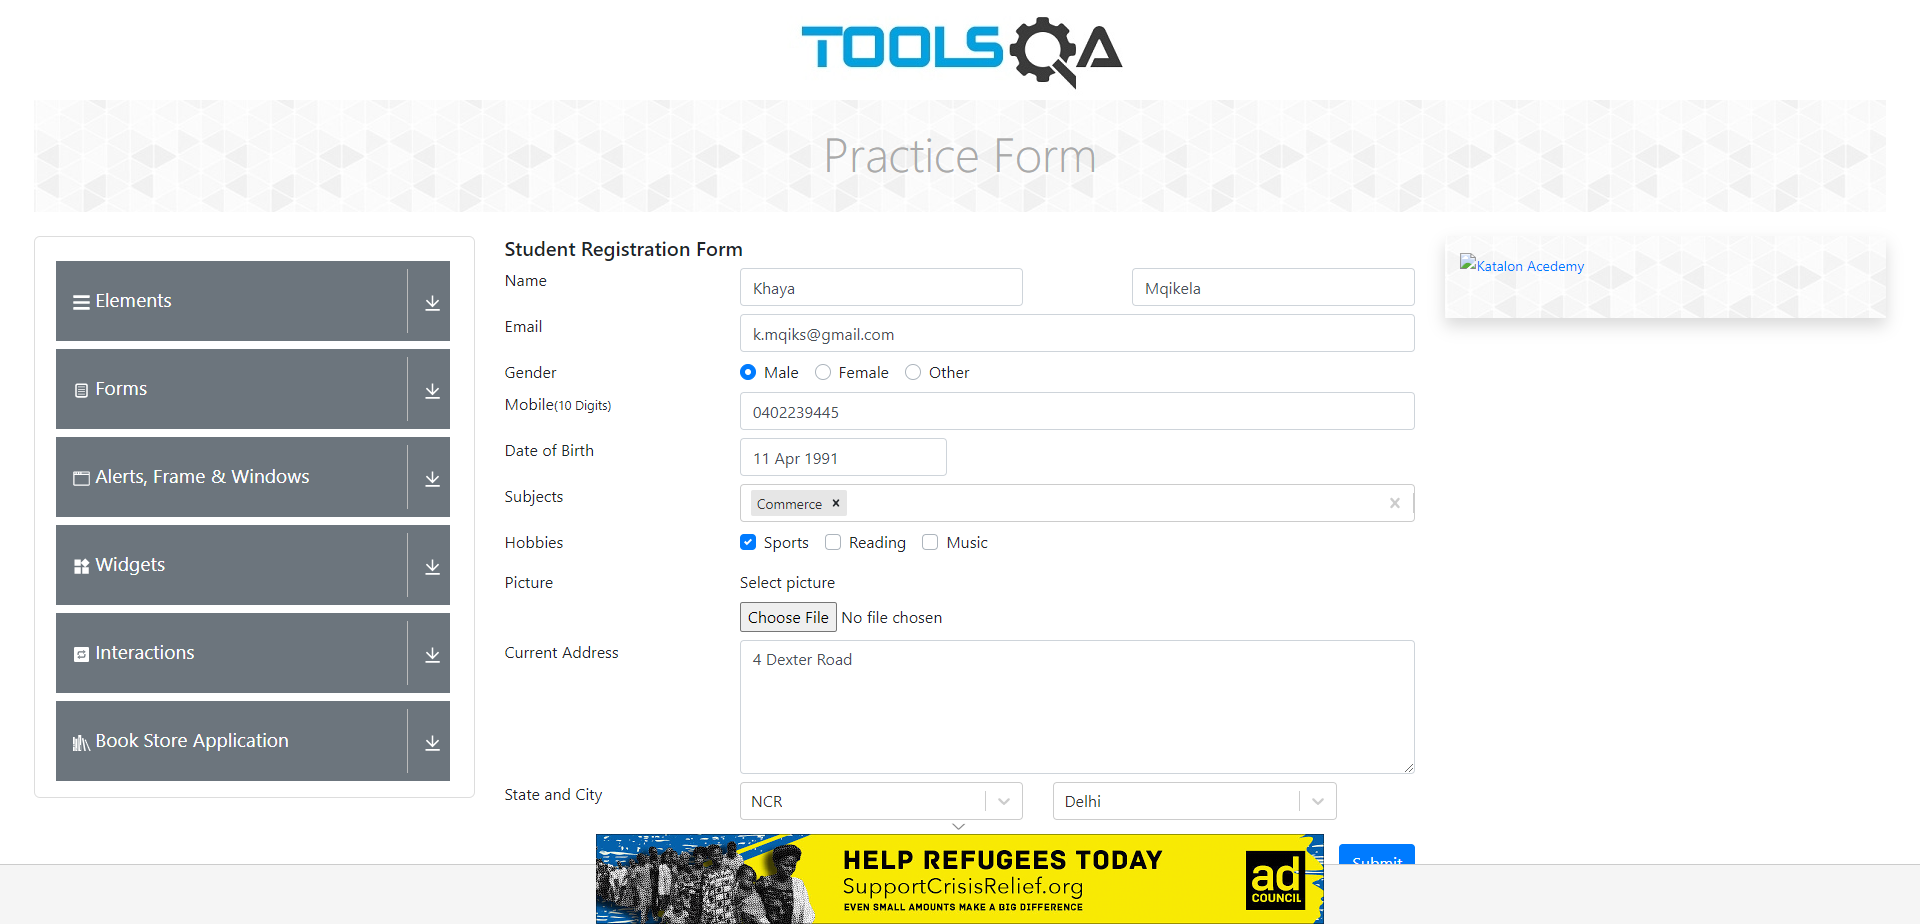 TOOLSQA
Practice Form
Elements
Forms
Alerts, Frame & Windows
Widgets
Interactions
Book Store Application
Student Registration Form
Name Khaya Mqikela
Email k.mqiks@gmail.com
Gender Male Female Other
Mobile(10 Digits) 0402239445
Date of Birth 11 Apr 1991
Subjects Commerce
Hobbies Sports Reading Music
Picture Select picture
Choose File No file chosen
Current Address 4 Dexter Road
State and City NCR Delhi
Submit
Katalon Acedemy
HELP REFUGEES TODAY
SupportCrisisRelief.org
EVEN SMALL AMOUNTS MAKE A BIG DIFFERENCE
ad
COUNCIL